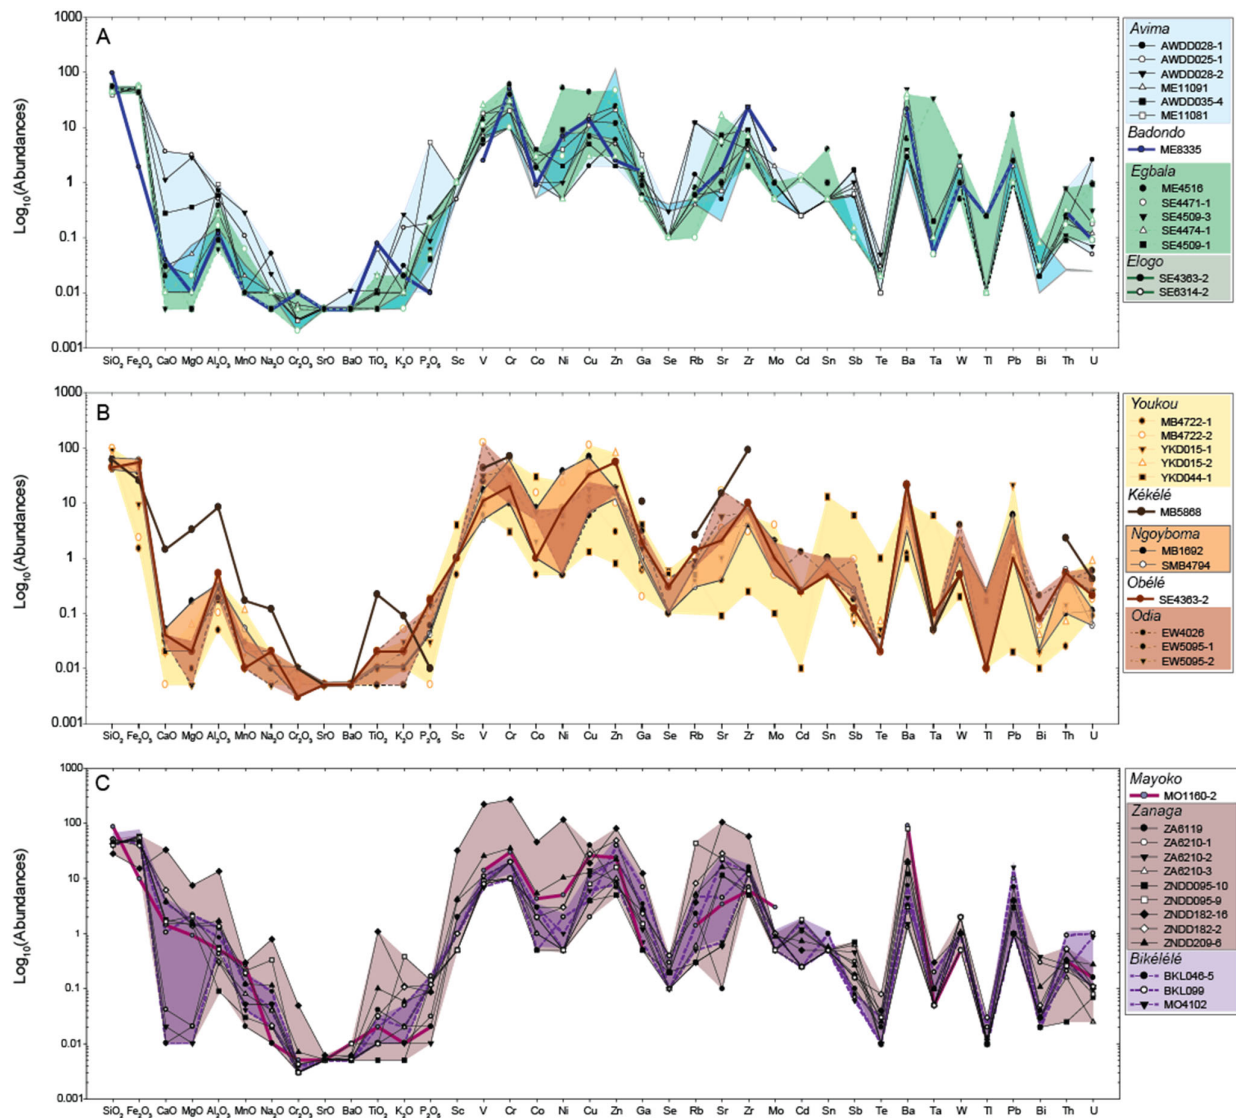 A
Log₁₀(Abundances)
1000
100
10
1
0.1
0.01
0.001
SiO₂ Fe₂O₃ CaO MgO Al₂O₃ MnO Na₂O Cr₂O₃ SrO BaO TiO₂ K₂O P₂O₅ Sc V Cr Co Ni Cu Zn Ga Se Rb Sr Zr Mo Cd Sn Sb Te Ba Ta W Tl Pb Bi Th U
Avima
AWDD028-1
AWDD025-1
AWDD028-2
ME11091
AWDD035-4
ME11081
Badondo
ME8335
Egbala
ME4516
SE4471-1
SE4509-3
SE4474-1
SE4509-1
Elogo
SE4363-2
SE6314-2
B
Log₁₀(Abundances)
1000
100
10
1
0.1
0.01
0.001
SiO₂ Fe₂O₃ CaO MgO Al₂O₃ MnO Na₂O Cr₂O₃ SrO BaO TiO₂ K₂O P₂O₅ Sc V Cr Co Ni Cu Zn Ga Se Rb Sr Zr Mo Cd Sn Sb Te Ba Ta W Tl Pb Bi Th U
Youkou
MB4722-1
MB4722-2
YKD015-1
YKD015-2
YKD044-1
Kékélé
MB5868
Ngoyboma
MB1692
SMB4794
Obélé
SE4363-2
Odia
EW4026
EW5095-1
EW5095-2
C
Log₁₀(Abundances)
1000
100
10
1
0.1
0.01
0.001
SiO₂ Fe₂O₃ CaO MgO Al₂O₃ MnO Na₂O Cr₂O₃ SrO BaO TiO₂ K₂O P₂O₅ Sc V Cr Co Ni Cu Zn Ga Se Rb Sr Zr Mo Cd Sn Sb Te Ba Ta W Tl Pb Bi Th U
Mayoko
MO1160-2
Zanaga
ZA6119
ZA6210-1
ZA6210-2
ZA6210-3
ZNDD095-10
ZNDD095-9
ZNDD182-16
ZNDD182-2
ZNDD209-6
Bikélélé
BKL046-5
BKL099
MO4102